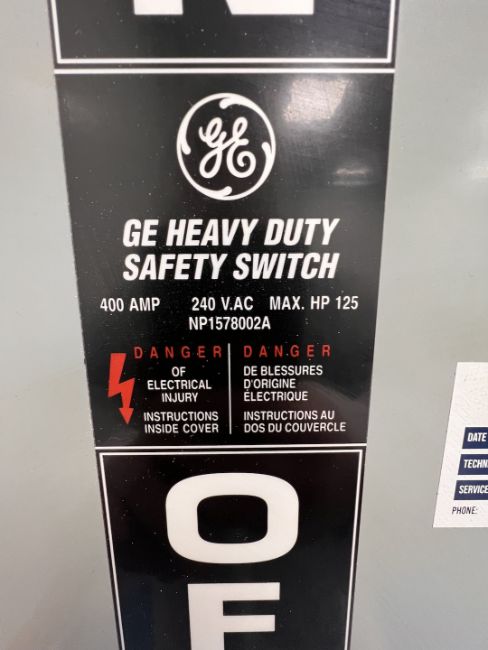 N
GE
GE HEAVY DUTY
SAFETY SWITCH
400 AMP 240 V.AC MAX. HP 125
NP1578002A
DANGER
OF
ELECTRICAL
INJURY
INSTRUCTIONS
INSIDE COVER
DANGER
DE BLESSURES
D'ORIGINE
ÉLECTRIQUE
INSTRUCTIONS AU
DOS DU COUVERCLE
O
F
DATE
TECHN
SERVICE
PHONE: